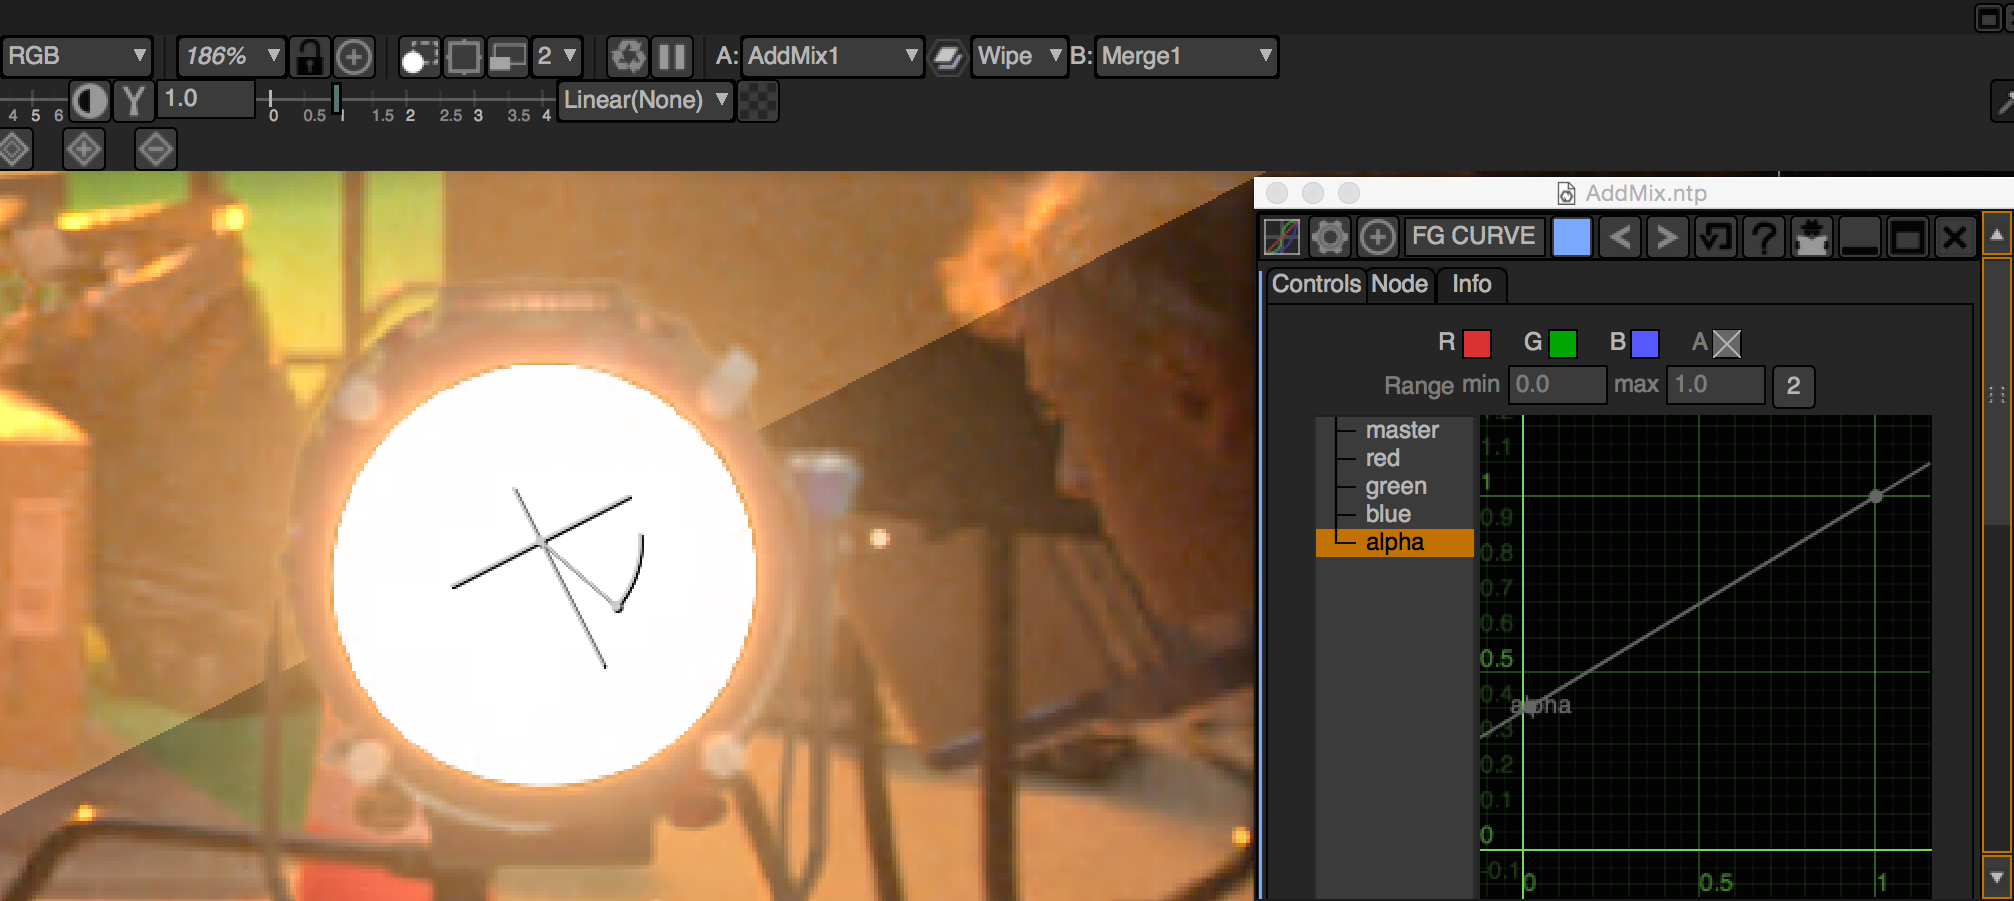 RGB 186% 2 A: AddMix1 Wipe B: Merge1
4 5 6 Y 1.0 0 0.5 1 1.5 2 2.5 3 3.5 4 Linear(None)
AddMix.ntp
FG CURVE < > ?
Controls Node Info
R G B A
Range min 0.0 max 1.0 2
master
red
green
blue
alpha
1.2
1.1
1
0.9
0.8
0.7
0.6
0.5
0.4
alpha
0.3
0.2
0.1
0
-0.1
0 0.5 1